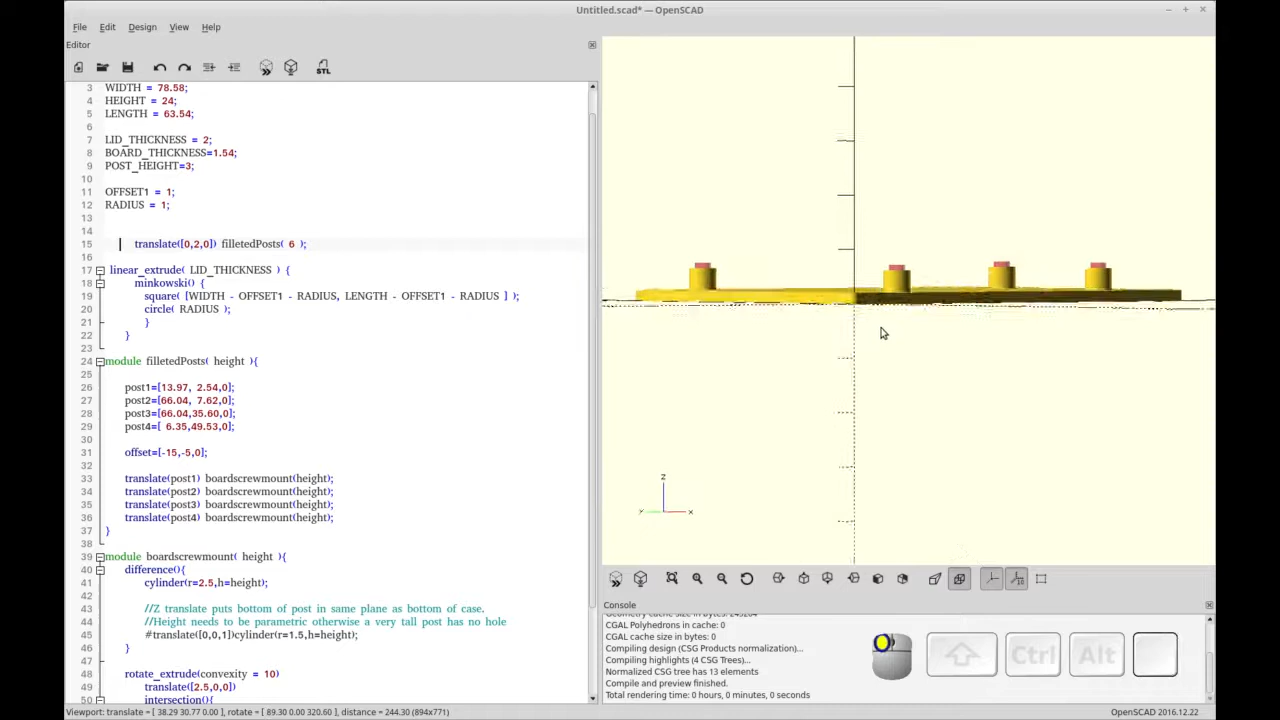 Untitled.scad* — OpenSCAD
File Edit Design View Help
Editor
STL
3 WIDTH = 78.58;
4 HEIGHT = 24;
5 LENGTH = 63.54;
6
7 LID_THICKNESS = 2;
8 BOARD_THICKNESS=1.54;
9 POST_HEIGHT=3;
10
11 OFFSET1 = 1;
12 RADIUS = 1;
13
14
15 translate([0,2,0]) filletedPosts( 6 );
16
17 linear_extrude( LID_THICKNESS ) {
18 minkowski() {
19 square( [WIDTH - OFFSET1 - RADIUS, LENGTH - OFFSET1 - RADIUS ] );
20 circle( RADIUS );
21 }
22 }
23
24 module filletedPosts( height ){
25
26 post1=[13.97, 2.54,0];
27 post2=[66.04, 7.62,0];
28 post3=[66.04,35.60,0];
29 post4=[ 6.35,49.53,0];
30
31 offset=[-15,-5,0];
32
33 translate(post1) boardscrewmount(height);
34 translate(post2) boardscrewmount(height);
35 translate(post3) boardscrewmount(height);
36 translate(post4) boardscrewmount(height);
37 }
38
39 module boardscrewmount( height ){
40 difference(){
41 cylinder(r=2.5,h=height);
42
43 //Z translate puts bottom of post in same plane as bottom of case.
44 //Height needs to be parametric otherwise a very tall post has no hole
45 #translate([0,0,1])cylinder(r=1.5,h=height);
46 }
47
48 rotate_extrude(convexity = 10)
49 translate([2.5,0,0])
50 intersection(){
z
Y
x
Console
CGAL Polyhedrons in cache: 0
CGAL cache size in bytes: 0
Compiling design (CSG Products normalization)...
Compiling highlights (4 CSG Trees)...
Normalized CSG tree has 13 elements
Compile and preview finished.
Total rendering time: 0 hours, 0 minutes, 0 seconds
Ctrl
Alt
Viewport: translate = [ 38.29 30.77 0.00 ], rotate = [ 89.30 0.00 320.60 ], distance = 244.30 (894x771)
OpenSCAD 2016.12.22